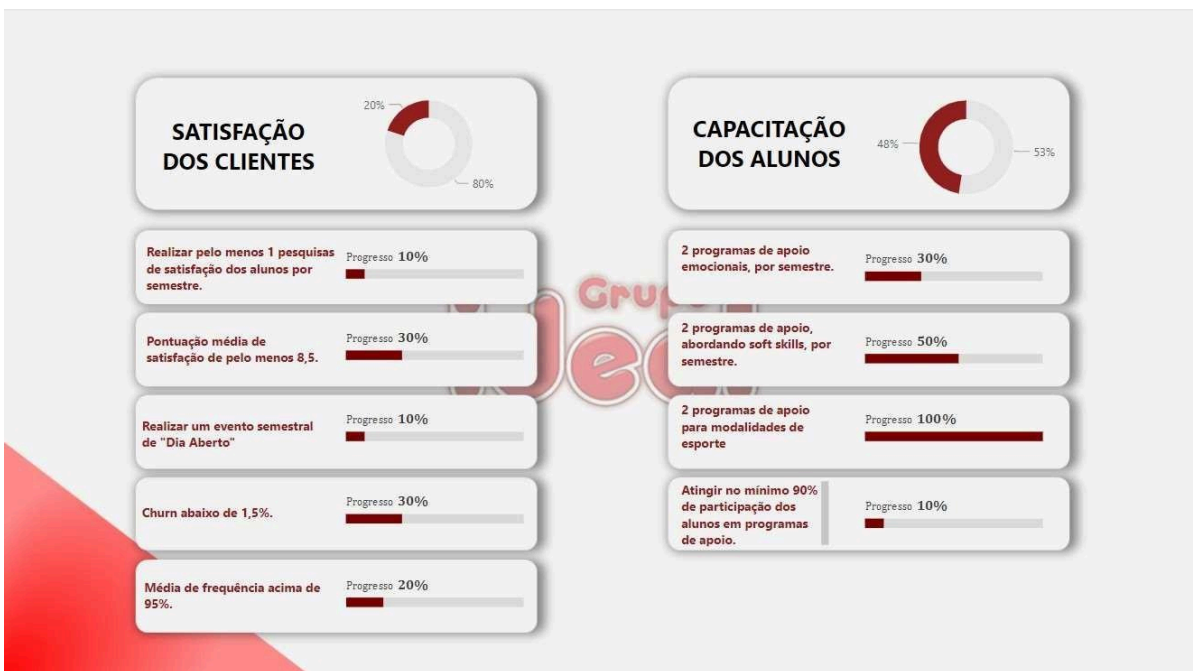 SATISFAÇÃO
DOS CLIENTES
20%
80%
Realizar pelo menos 1 pesquisas
de satisfação dos alunos por
semestre.
Progresso 10%
Pontuação média de
satisfação de pelo menos 8,5.
Progresso 30%
Realizar um evento semestral
de "Dia Aberto"
Progresso 10%
Churn abaixo de 1,5%.
Progresso 30%
Média de frequência acima de
95%.
Progresso 20%
CAPACITAÇÃO
DOS ALUNOS
48%
53%
2 programas de apoio
emocionais, por semestre.
Progresso 30%
2 programas de apoio,
abordando soft skills, por
semestre.
Progresso 50%
2 programas de apoio
para modalidades de
esporte
Progresso 100%
Atingir no mínimo 90%
de participação dos
alunos em programas
de apoio.
Progresso 10%